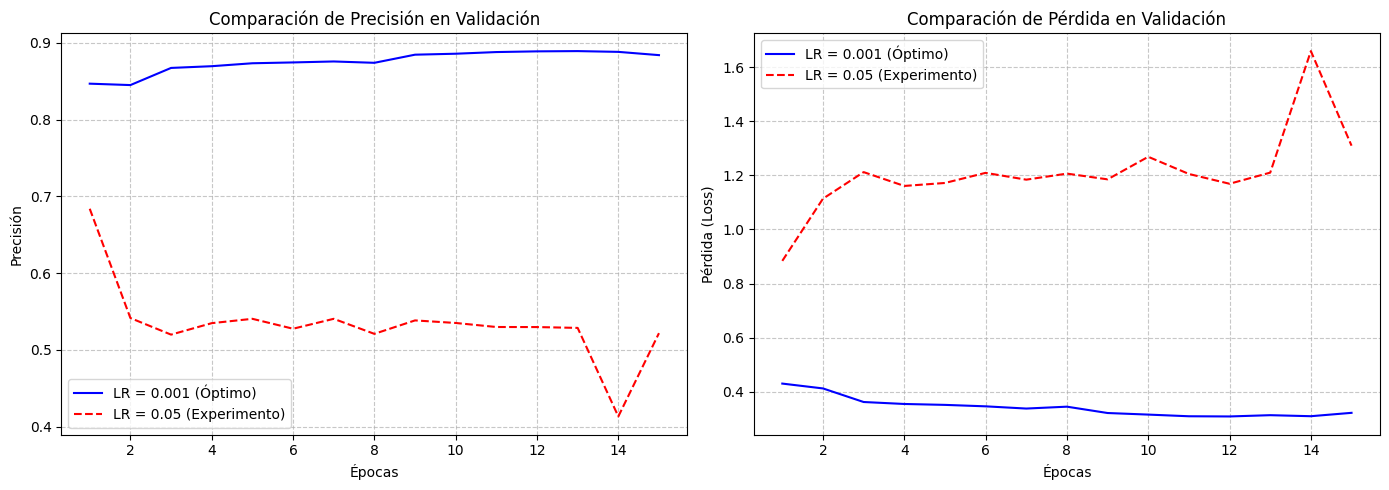 Comparación de Precisión en Validación
0.9
0.8
0.7
0.6
0.5
0.4
Precisión
LR = 0.001 (Óptimo)
LR = 0.05 (Experimento)
2
4
6
8
10
12
14
Épocas
Comparación de Pérdida en Validación
1.6
1.4
1.2
1.0
0.8
0.6
0.4
Pérdida (Loss)
LR = 0.001 (Óptimo)
LR = 0.05 (Experimento)
2
4
6
8
10
12
14
Épocas